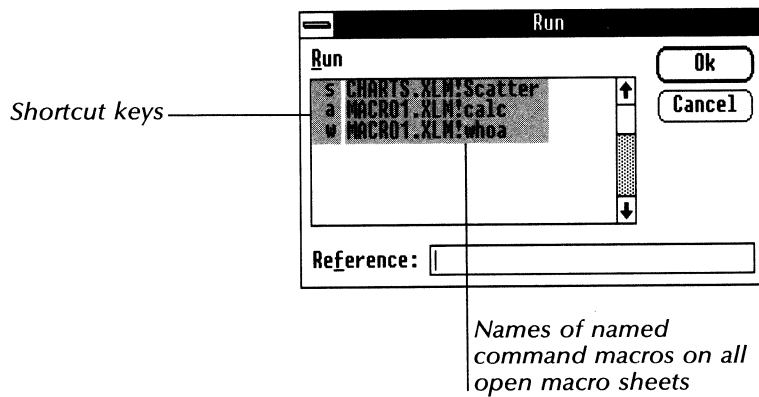 Run
Run
Ok
s CHARTS.XLM!Scatter
a MACRO1.XLM!calc
w MACRO1.XLM!whoa
Cancel
Shortcut keys
Reference:
Names of named
command macros on all
open macro sheets